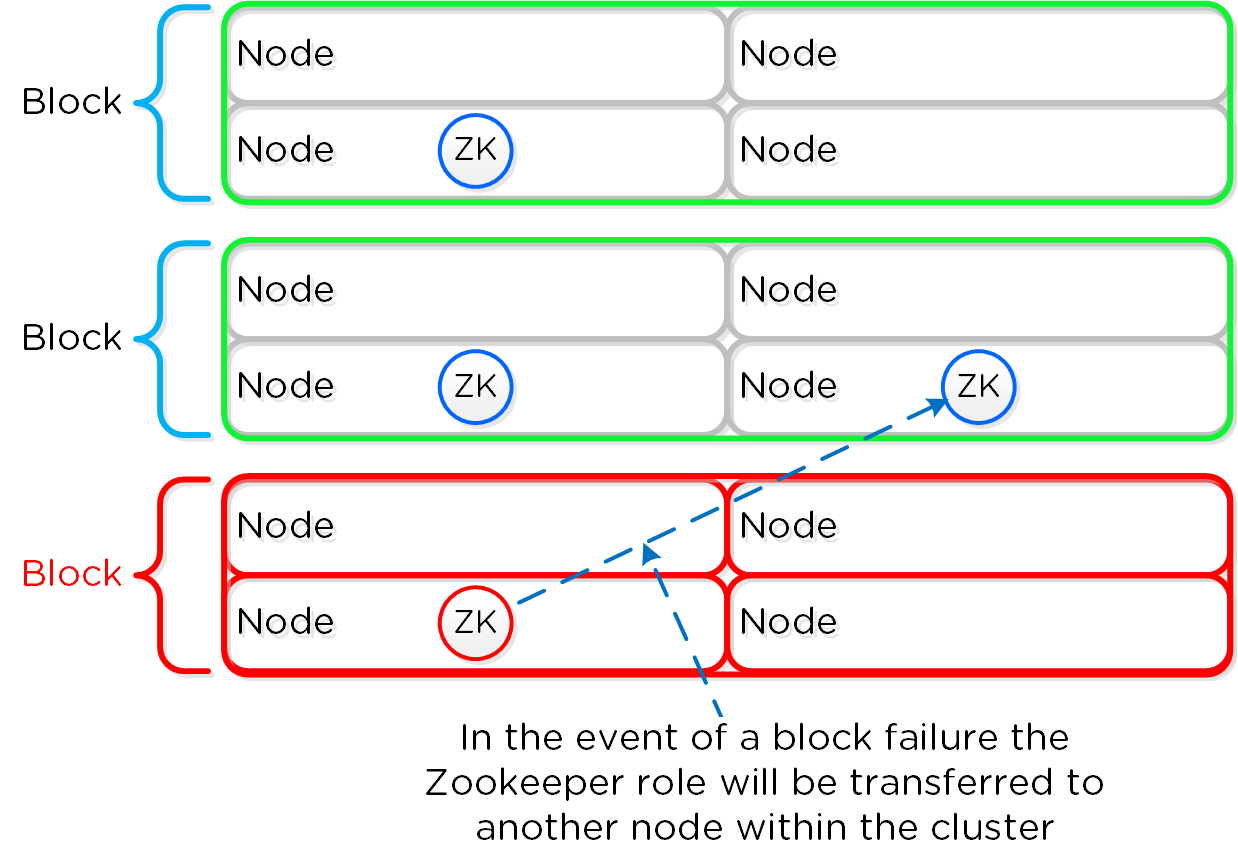 Node Node
Block
Node ZK Node
Node Node
Block
Node ZK Node ZK
Node Node
Block
Node ZK Node
In the event of a block failure the
Zookeeper role will be transferred to
another node within the cluster